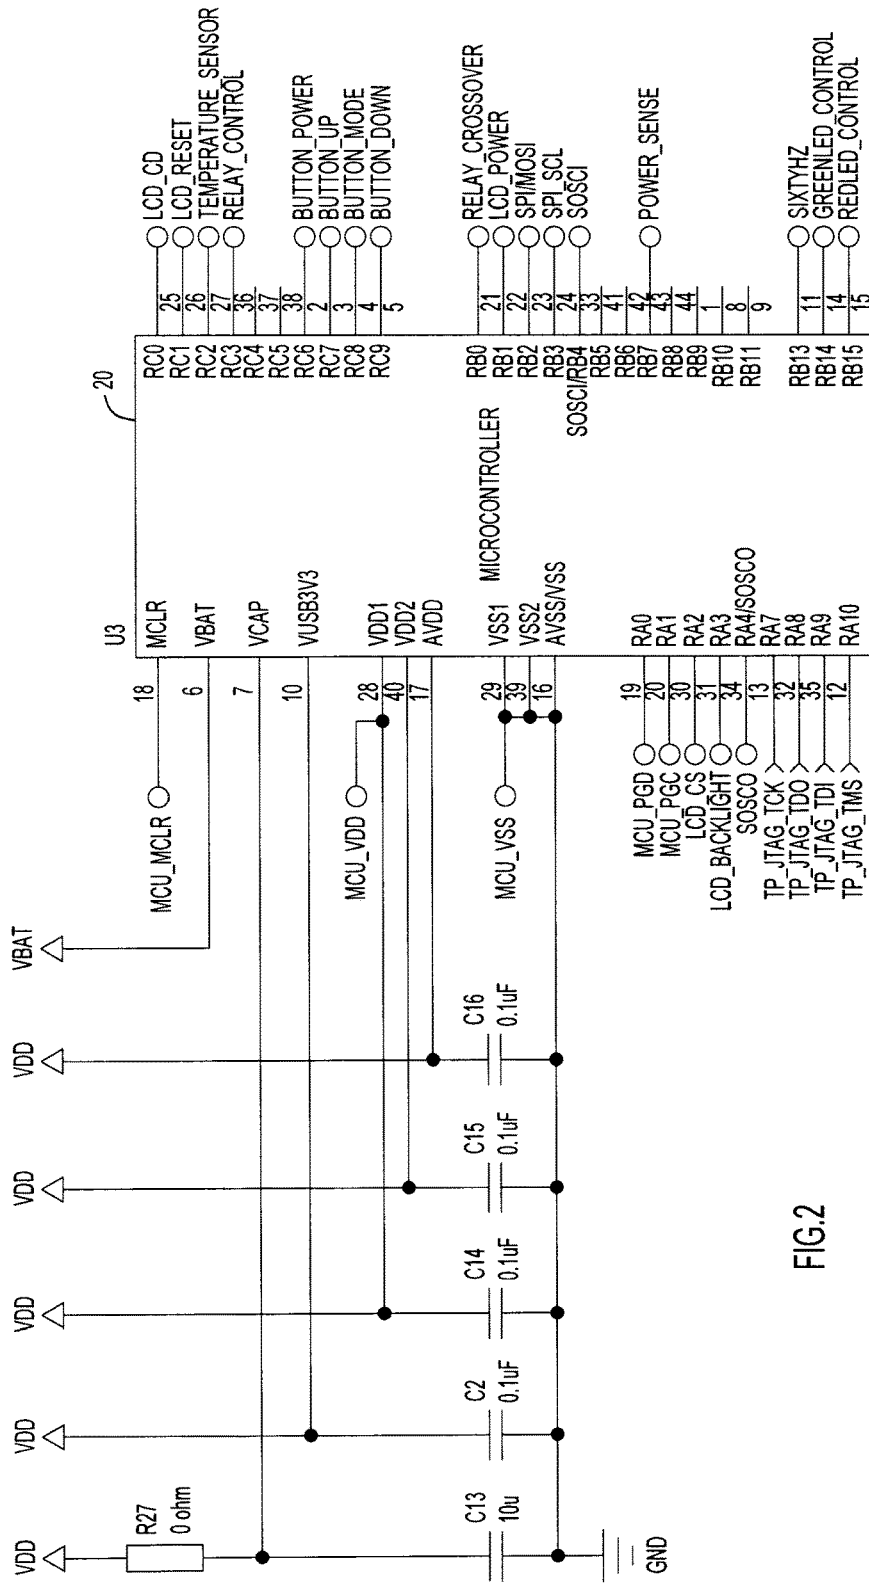 VDD
R27
0 ohm
VDD
VDD
VDD
VDD
VBAT
C13
10u
C2
0.1uF
C14
0.1uF
C15
0.1uF
C16
0.1uF
GND
MCU_MCLR
MCU_VDD
MCU_VSS
MCU_PGD
MCU_PGC
LCD_CS
LCD_BACKLIGHT
SOSCO
TP_JTAG_TCK
TP_JTAG_TDO
TP_JTAG_TDI
TP_JTAG_TMS
18
6
7
10
28
40
17
29
39
16
19
20
30
31
34
13
32
35
12
U3
20
MCLR
VBAT
VCAP
VUSB3V3
VDD1
VDD2
AVDD
VSS1
VSS2
AVSS/VSS
RA0
RA1
RA2
RA3
RA4/SOSCO
RA7
RA8
RA9
RA10
MICROCONTROLLER
RC0
RC1
RC2
RC3
RC4
RC5
RC6
RC7
RC8
RC9
RB0
RB1
RB2
RB3
SOSCI/RB4
RB5
RB6
RB7
RB8
RB9
RB10
RB11
RB13
RB14
RB15
25
26
27
36
37
38
2
3
4
5
21
22
23
24
33
41
42
43
44
1
8
9
11
14
15
LCD_CD
LCD_RESET
TEMPERATURE_SENSOR
RELAY_CONTROL
BUTTON_POWER
BUTTON_UP
BUTTON_MODE
BUTTON_DOWN
RELAY_CROSSOVER
LCD_POWER
SPI/MOSI
SPI_SCL
SOSCI
POWER_SENSE
SIXTYHZ
GREENLED_CONTROL
REDLED_CONTROL
FIG.2